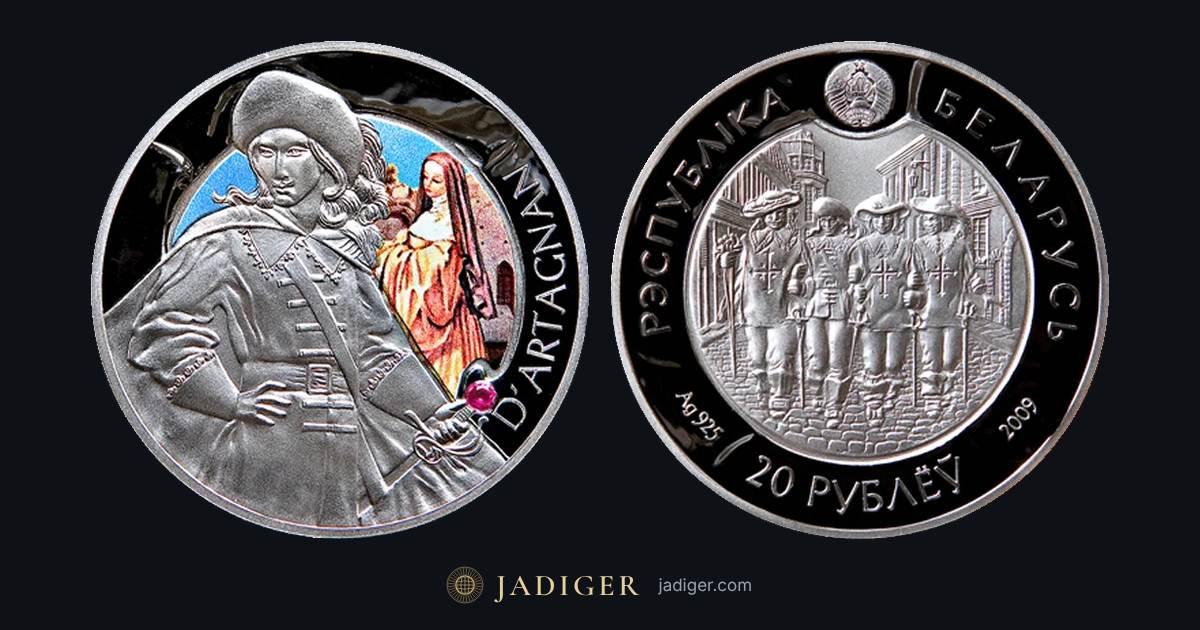 D'ARTAGNAN
РЭСПУБЛІКА БЕЛАРУСЬ
Ag 925
2009
20 РУБЛЁЎ
JADIGER
jadiger.com